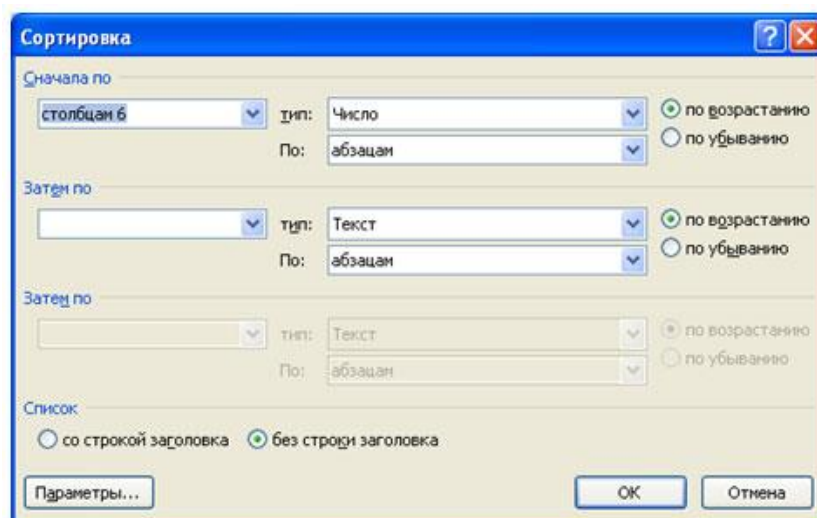 Сортировка
Сначала по
столбцам 6 тип: Число по возрастанию
По: абзацам по убыванию
Затем по
тип: Текст по возрастанию
По: абзацам по убыванию
Затем по
тип: Текст по возрастанию
По: абзацам по убыванию
Список
со строкой заголовка без строки заголовка
Параметры... ОК Отмена